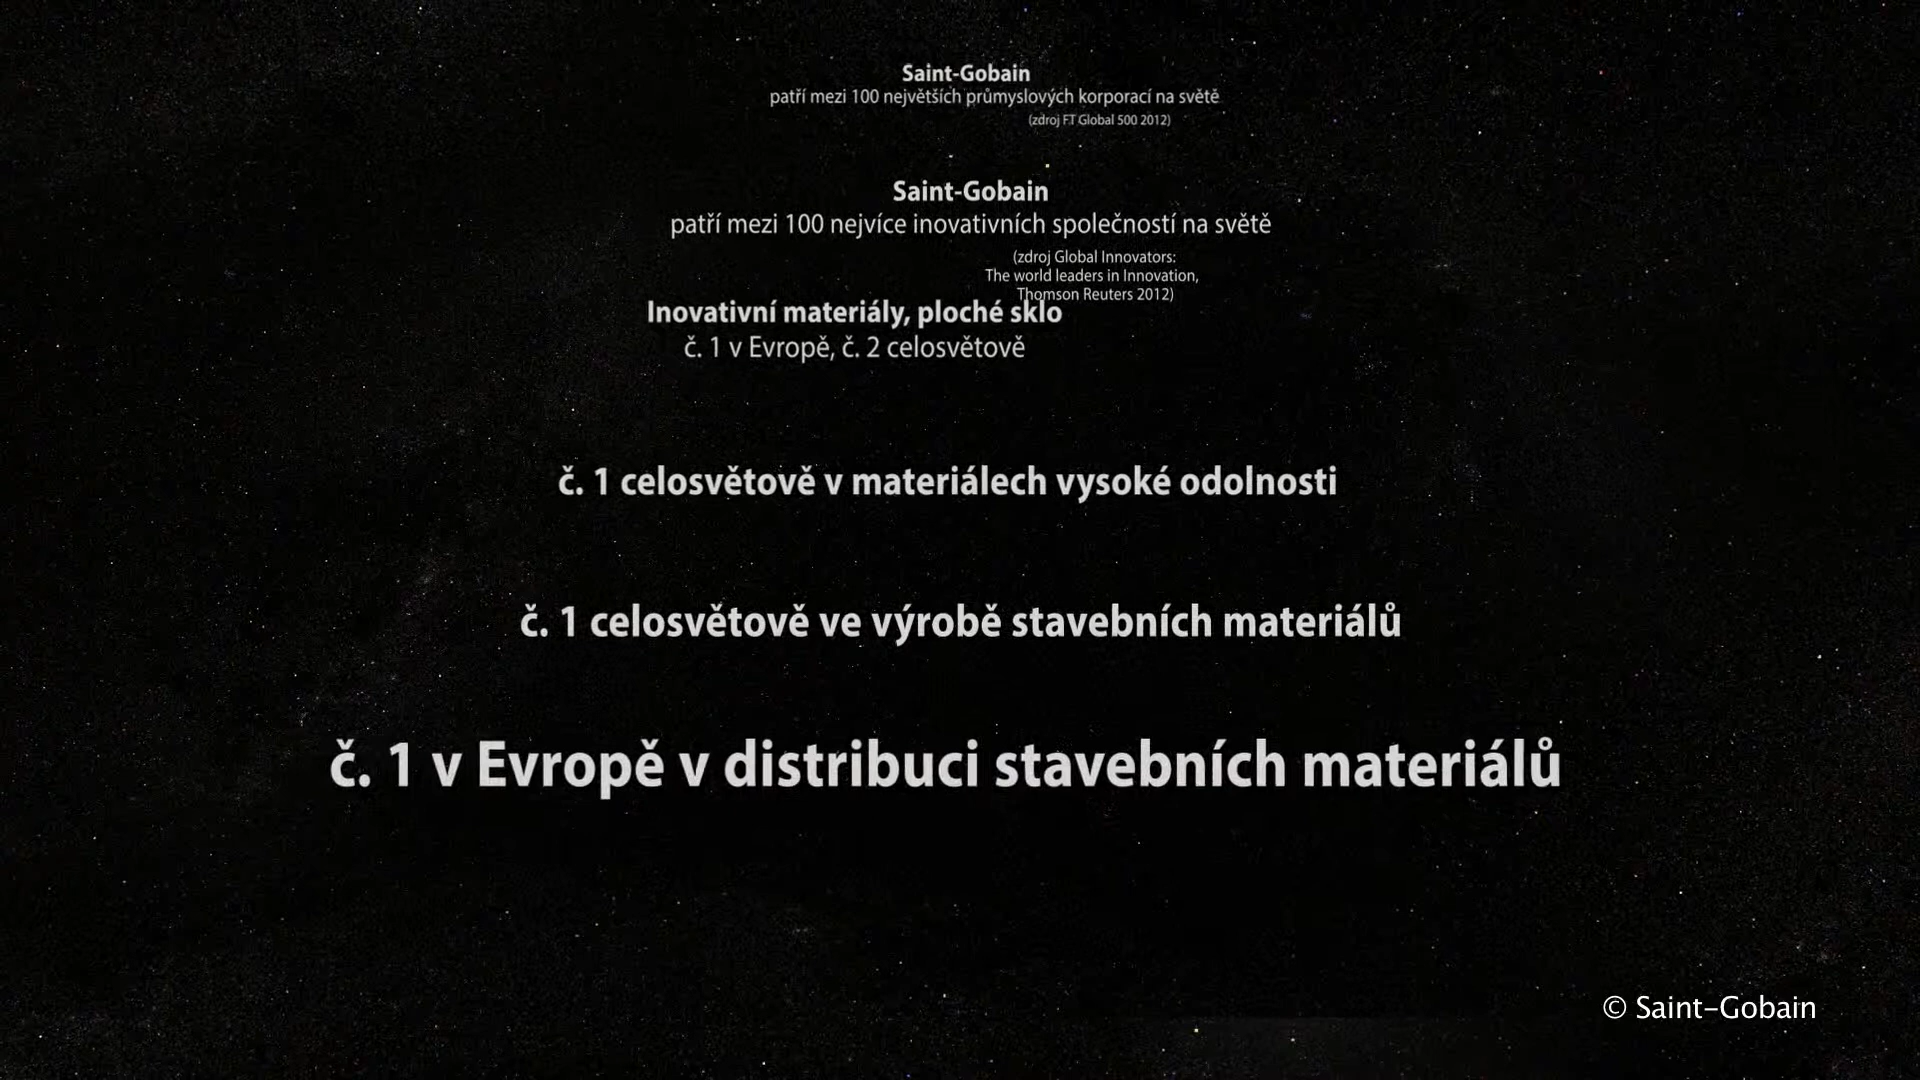 Saint-Gobain
patří mezi 100 největších průmyslových korporací na světě
(zdroj FT Global 500 2012)
Saint-Gobain
patří mezi 100 nejvíce inovativních společností na světě
(zdroj Global Innovators:
The world leaders in Innovation,
Thomson Reuters 2012)
Inovativní materiály, ploché sklo
č. 1 v Evropě, č. 2 celosvětově
č. 1 celosvětově v materiálech vysoké odolnosti
č. 1 celosvětově ve výrobě stavebních materiálů
č. 1 v Evropě v distribuci stavebních materiálů
© Saint-Gobain